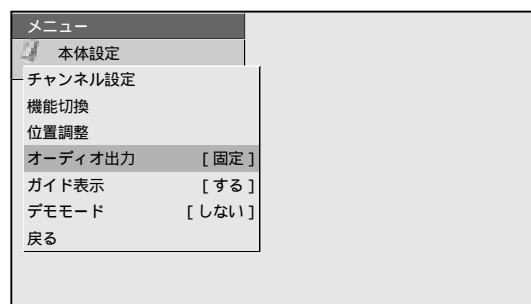 メニュー
本体設定
チャンネル設定
機能切換
位置調整
オーディオ出力 [固定]
ガイド表示 [する]
デモモード [しない]
戻る